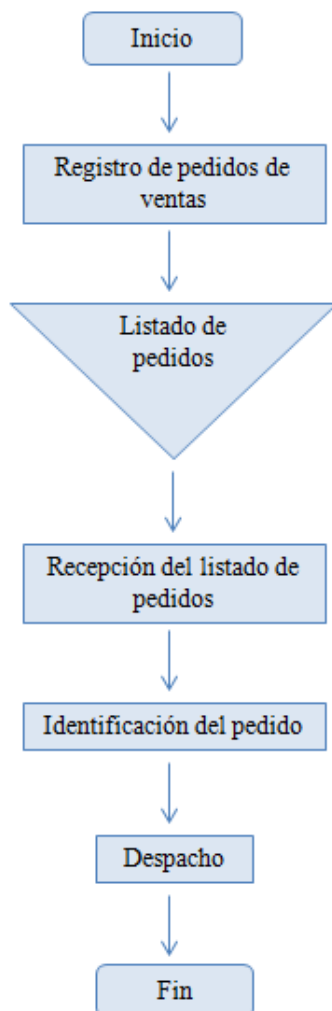 Inicio
Registro de pedidos de
ventas
Listado de
pedidos
Recepción del listado de
pedidos
Identificación del pedido
Despacho
Fin